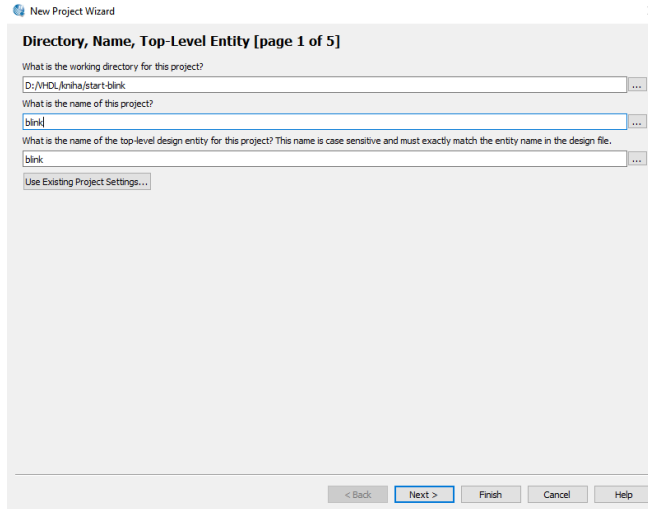 New Project Wizard
Directory, Name, Top-Level Entity [page 1 of 5]
What is the working directory for this project?
D:/VHDL/kniha/start-blink
...
What is the name of this project?
blink
...
What is the name of the top-level design entity for this project? This name is case sensitive and must exactly match the entity name in the design file.
blink
...
Use Existing Project Settings...
< Back Next > Finish Cancel Help